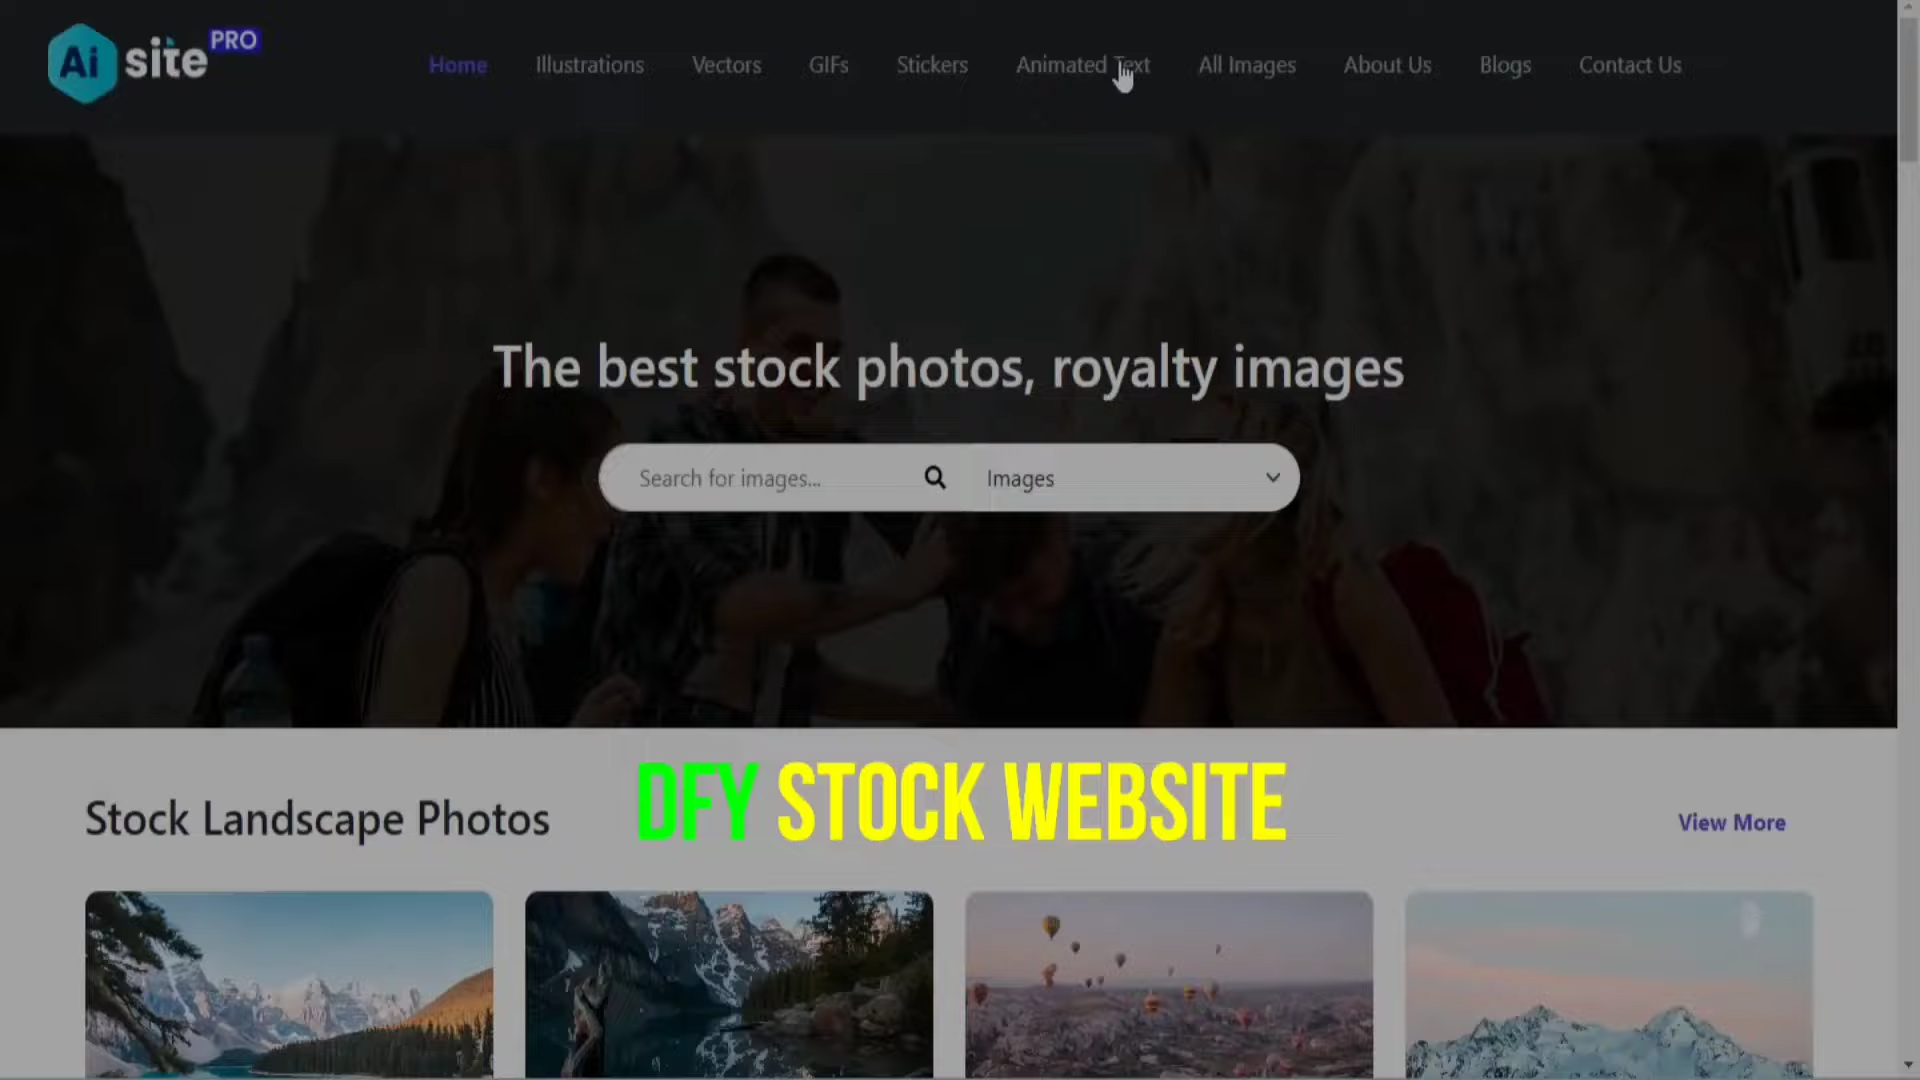 Ai site PRO
Home Illustrations Vectors GIFs Stickers Animated Text All Images About Us Blogs Contact Us
The best stock photos, royalty images
Search for images... Images
DFY STOCK WEBSITE
Stock Landscape Photos View More